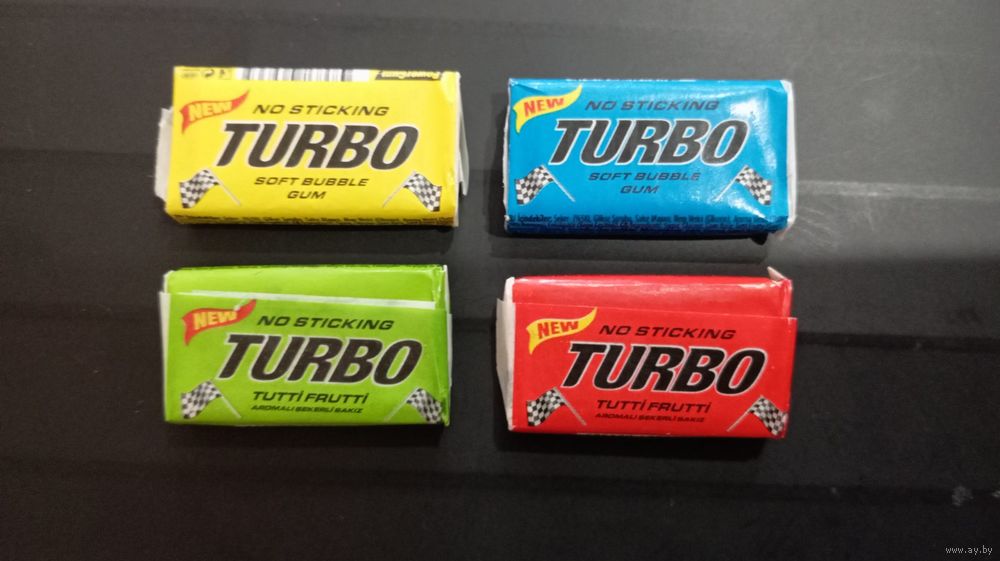 PowerGum
NEW
NO STICKING
TURBO
SOFT BUBBLE
GUM
NEW
NO STICKING
TURBO
SOFT BUBBLE
GUM
NEW
NO STICKING
TURBO
TUTTİ FRUTTİ
AROMALI ŞEKERLİ SAKIZ
NEW
NO STICKING
TURBO
TUTTİ FRUTTİ
AROMALI ŞEKERLİ SAKIZ
www.ay.by